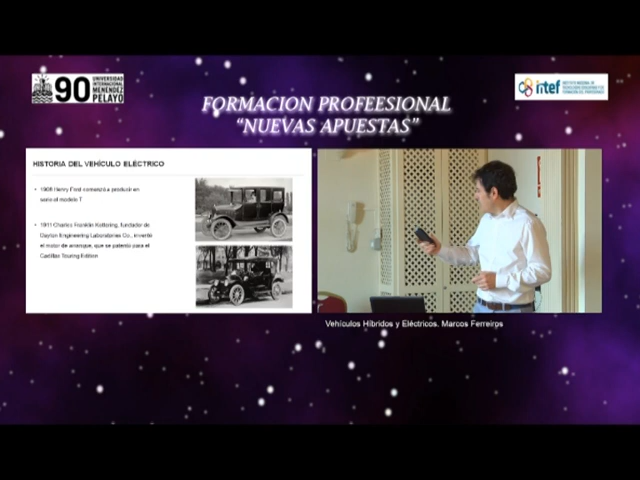 90
UNIVERSIDAD
INTERNACIONAL
MENÉNDEZ
PELAYO
intef
FORMACION PROFEESIONAL
“NUEVAS APUESTAS”
HISTORIA DEL VEHÍCULO ELÉCTRICO
• 1908 Henry Ford comenzó a producir en
serie el modelo T
• 1911 Charles Franklin Kettering, fundador de
Dayton Engineering Laboratories Co., inventó
el motor de arranque, que se patentó para el
Cadillac Touring Edition
Vehículos Híbridos y Eléctricos. Marcos Ferreiros